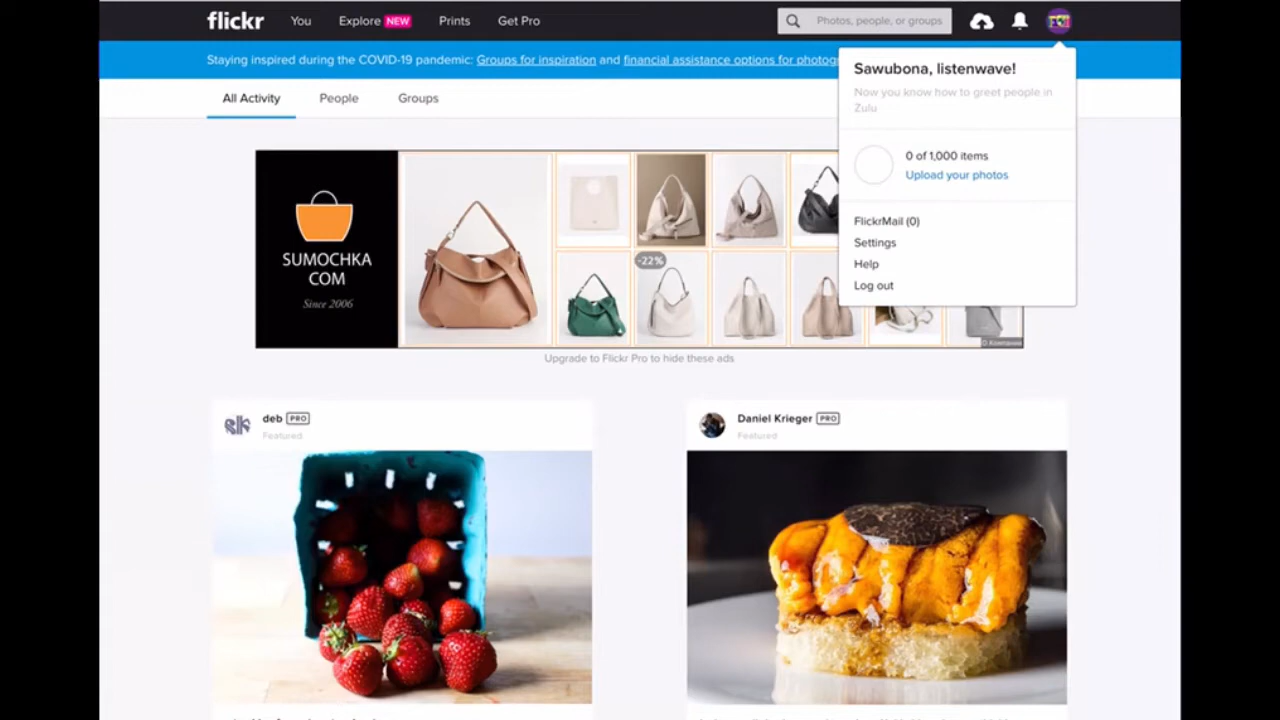 flickr You Explore NEW Prints Get Pro Photos, people, or groups
Staying inspired during the COVID-19 pandemic: Groups for inspiration and financial assistance options for photog
All Activity People Groups
Sawubona, listenwave!
Now you know how to greet people in
Zulu
0 of 1,000 items
Upload your photos
FlickrMail (0)
Settings
Help
Log out
SUMOCHKA
COM
Since 2006
-22%
Upgrade to Flickr Pro to hide these ads
deb PRO
Featured
Daniel Krieger PRO
Featured